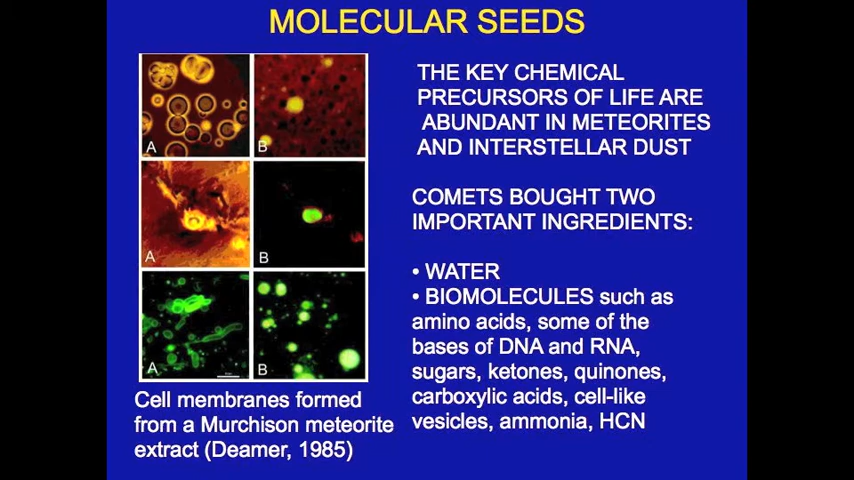 MOLECULAR SEEDS
A
B
A
B
A
B
Cell membranes formed
from a Murchison meteorite
extract (Deamer, 1985)
THE KEY CHEMICAL
PRECURSORS OF LIFE ARE
ABUNDANT IN METEORITES
AND INTERSTELLAR DUST
COMETS BOUGHT TWO
IMPORTANT INGREDIENTS:
• WATER
• BIOMOLECULES such as
amino acids, some of the
bases of DNA and RNA,
sugars, ketones, quinones,
carboxylic acids, cell-like
vesicles, ammonia, HCN